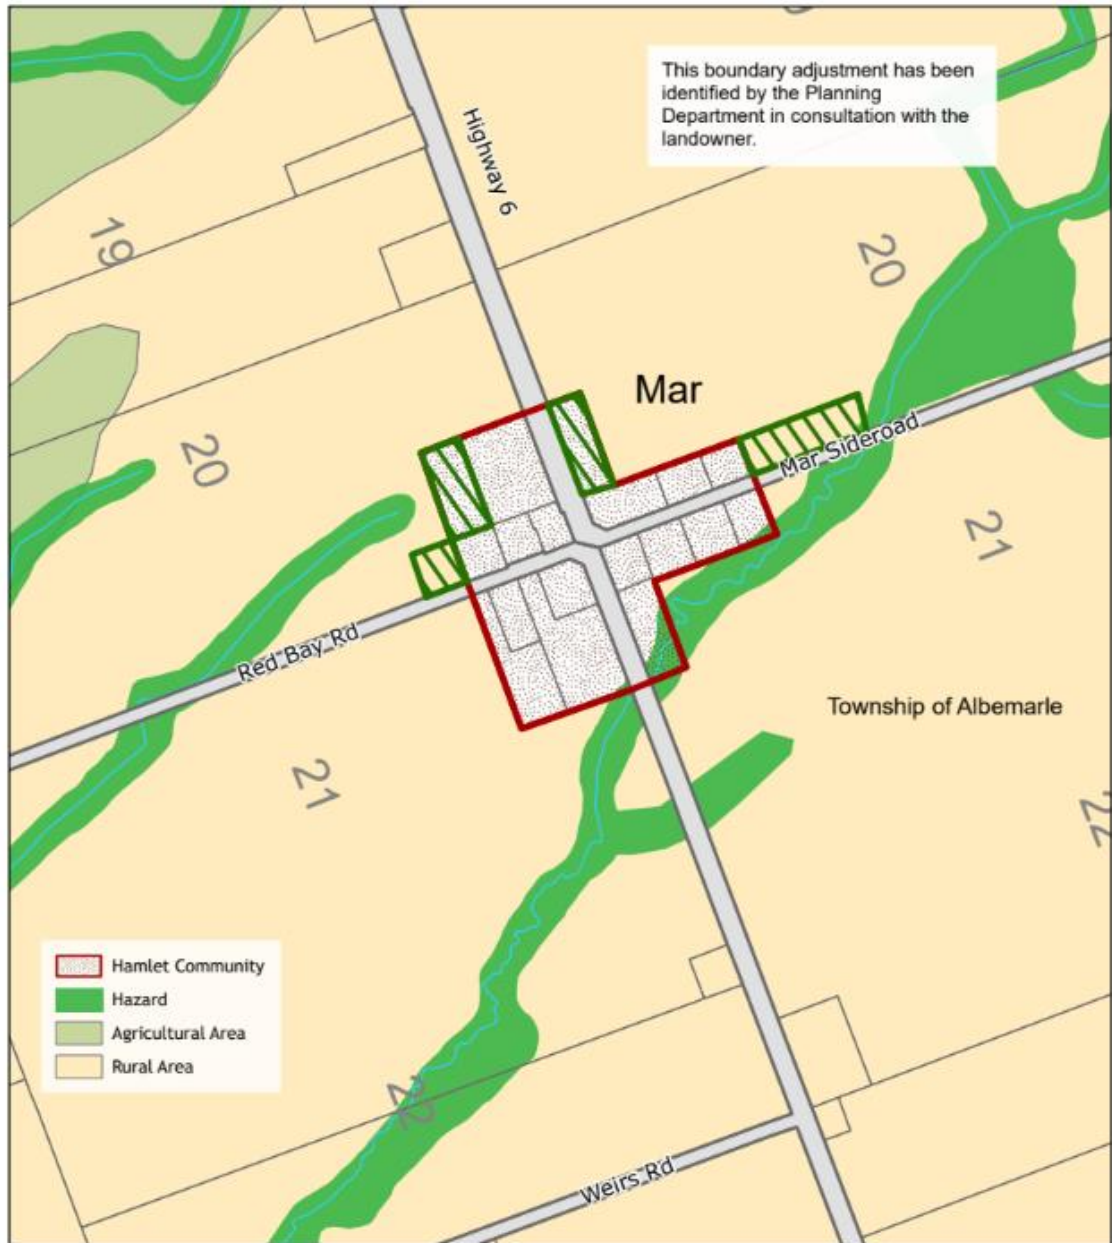 This boundary adjustment has been
identified by the Planning
Department in consultation with the
landowner.
Highway 6
19
20
Mar
20
Mar Sideroad
21
Red Bay Rd
Township of Albemarle
21
22
Hamlet Community
Hazard
Agricultural Area
Rural Area
22
Weirs Rd